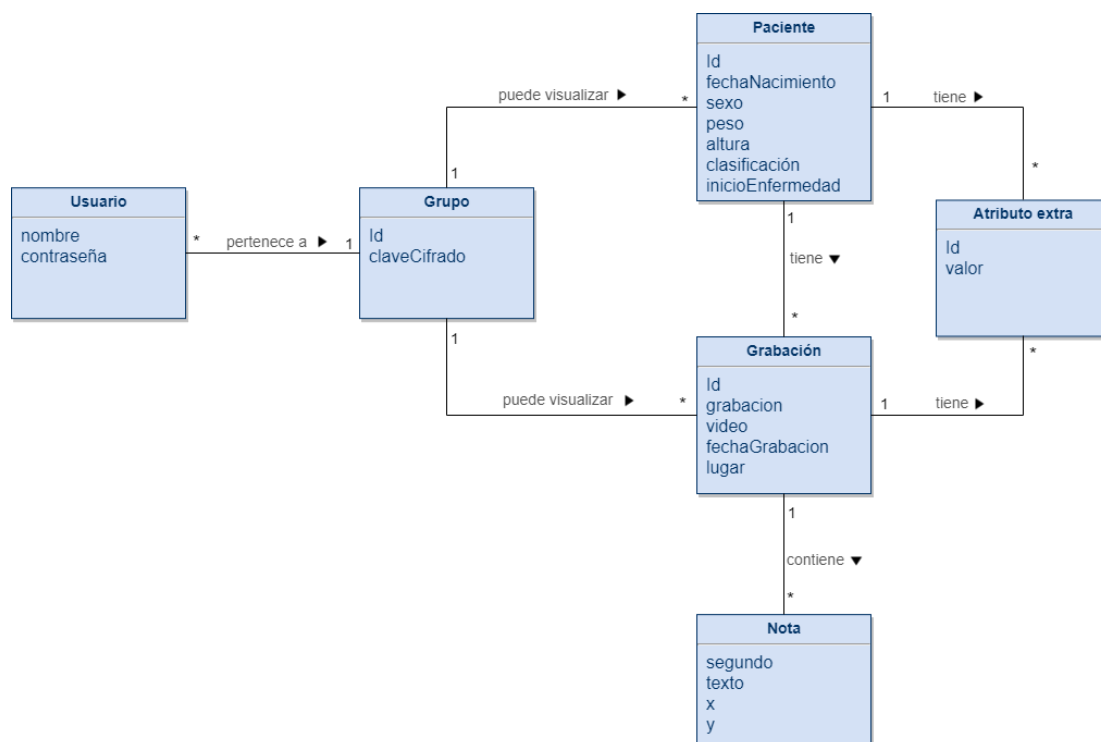 Paciente
Id
fechaNacimiento
sexo
peso
altura
clasificación
inicioEnfermedad
puede visualizar
*
1
1
tiene
*
Usuario
nombre
contraseña
*
pertenece a
1
Grupo
Id
claveCifrado
Atributo extra
Id
valor
1
tiene
*
1
puede visualizar
*
Grabación
Id
grabacion
video
fechaGrabacion
lugar
1
tiene
*
1
contiene
*
Nota
segundo
texto
x
y